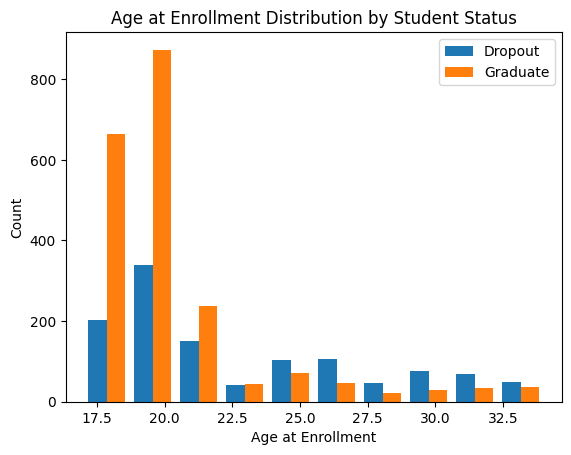 Age at Enrollment Distribution by Student Status
Dropout
Graduate
800
600
400
200
0
Count
17.5 20.0 22.5 25.0 27.5 30.0 32.5
Age at Enrollment